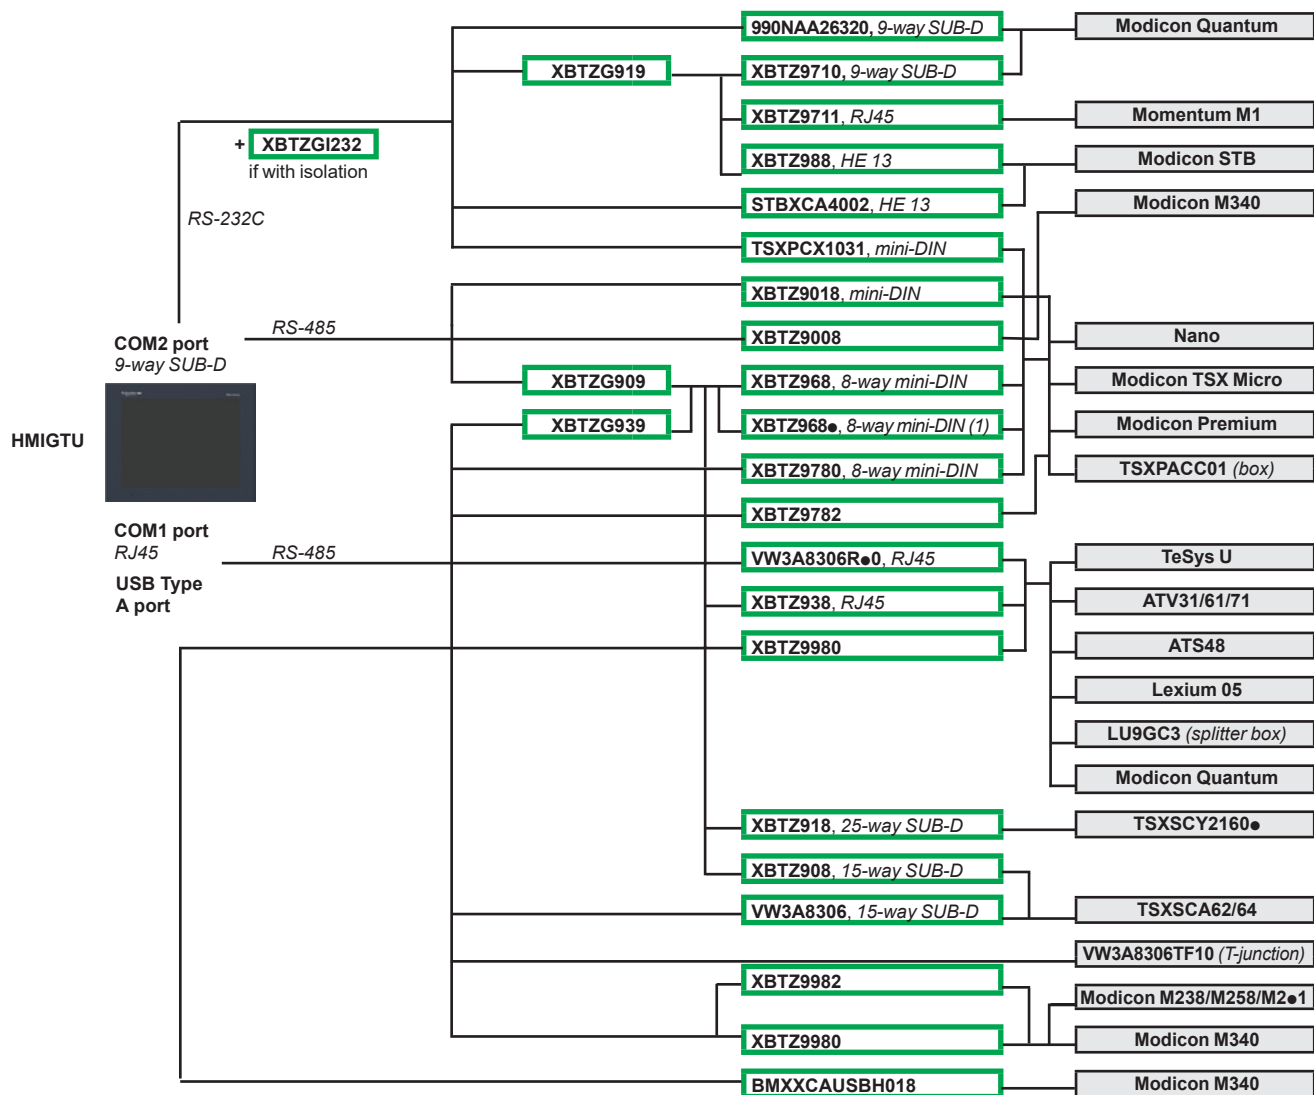 990NAA26320, 9-way SUB-D
Modicon Quantum
XBTZG919
XBTZ9710, 9-way SUB-D
XBTZ9711, RJ45
Momentum M1
+ XBTZGI232
if with isolation
XBTZ988, HE 13
Modicon STB
RS-232C
STBXCA4002, HE 13
Modicon M340
TSXPCX1031, mini-DIN
XBTZ9018, mini-DIN
COM2 port
9-way SUB-D
RS-485
XBTZ9008
Nano
XBTZG909
XBTZ968, 8-way mini-DIN
Modicon TSX Micro
HMIGTU
XBTZG939
XBTZ968●, 8-way mini-DIN (1)
Modicon Premium
XBTZ9780, 8-way mini-DIN
TSXPACC01 (box)
XBTZ9782
COM1 port
RJ45
RS-485
VW3A8306R●0, RJ45
TeSys U
USB Type
A port
XBTZ938, RJ45
ATV31/61/71
XBTZ9980
ATS48
Lexium 05
LU9GC3 (splitter box)
Modicon Quantum
XBTZ918, 25-way SUB-D
TSXSCY2160●
XBTZ908, 15-way SUB-D
VW3A8306, 15-way SUB-D
TSXSCA62/64
VW3A8306TF10 (T-junction)
XBTZ9982
Modicon M238/M258/M2●1
XBTZ9980
Modicon M340
BMXXCAUSBH018
Modicon M340